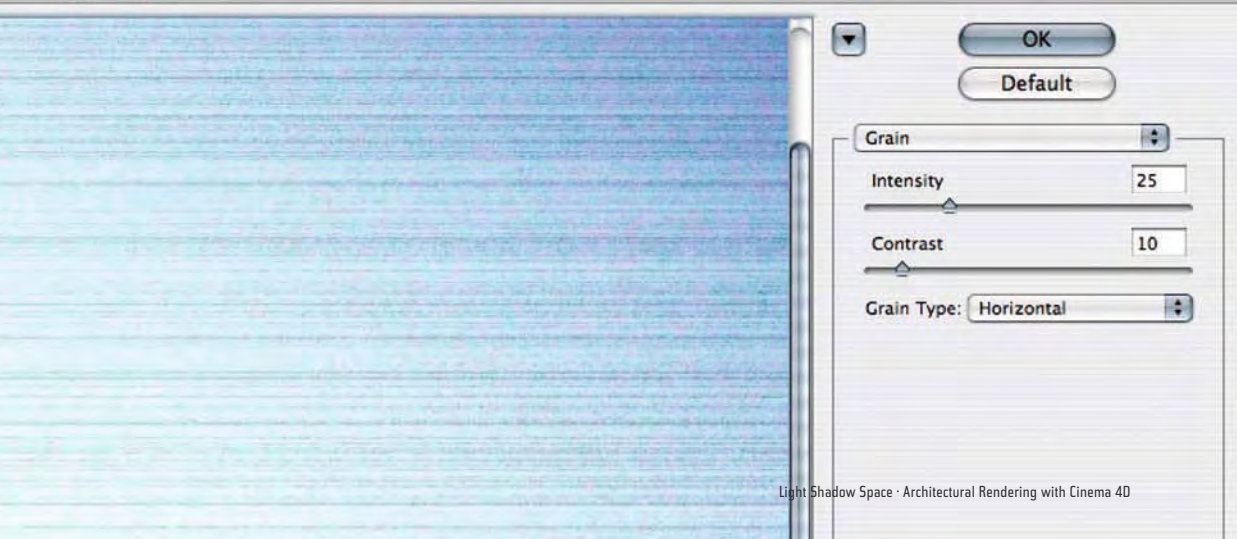 OK
Default
Grain
Intensity 25
Contrast 10
Grain Type: Horizontal
Light Shadow Space · Architectural Rendering with Cinema 4D